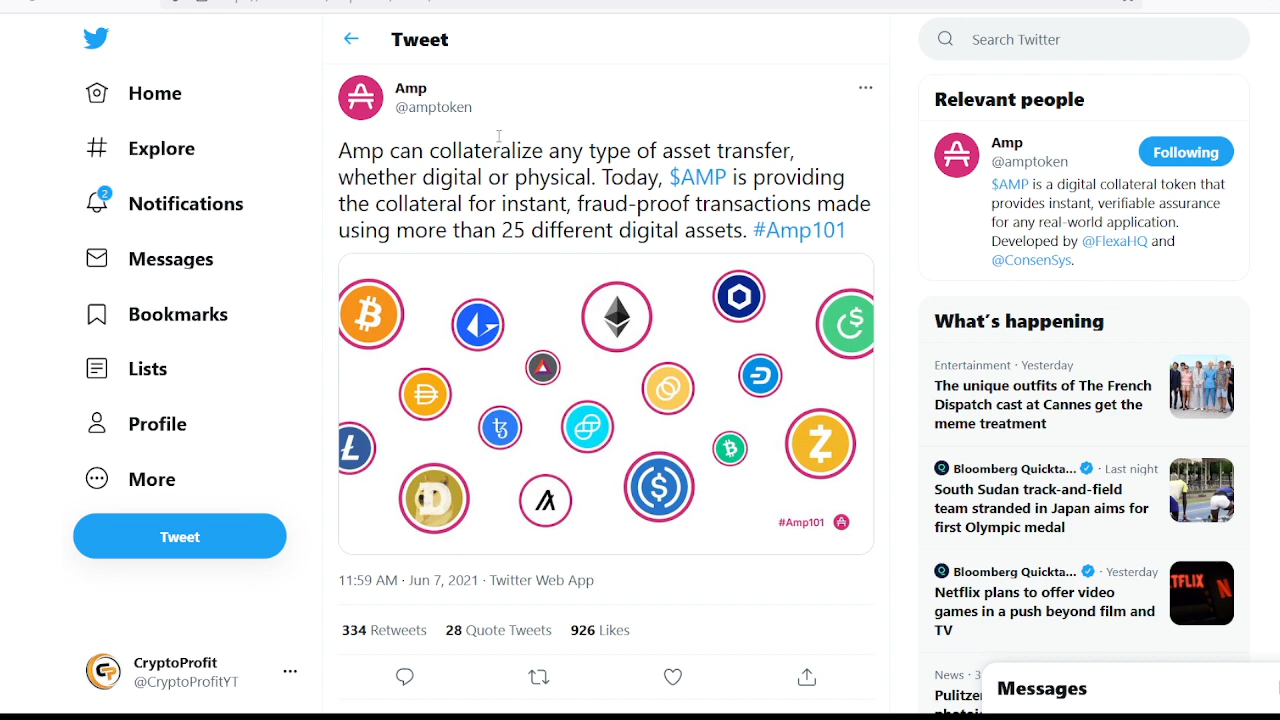 Tweet
Search Twitter
Home
Explore
2
Notifications
Messages
Bookmarks
Lists
Profile
More
Tweet
CryptoProfit
@CryptoProfitYT
Amp
@amptoken
Amp can collateralize any type of asset transfer,
whether digital or physical. Today, $AMP is providing
the collateral for instant, fraud-proof transactions made
using more than 25 different digital assets. #Amp101
#Amp101
11:59 AM · Jun 7, 2021 · Twitter Web App
334 Retweets 28 Quote Tweets 926 Likes
Relevant people
Amp
@amptoken
Following
$AMP is a digital collateral token that
provides instant, verifiable assurance
for any real-world application.
Developed by @FlexaHQ and
@ConsenSys.
What's happening
Entertainment · Yesterday
The unique outfits of The French
Dispatch cast at Cannes get the
meme treatment
Bloomberg Quickta... · Last night
South Sudan track-and-field
team stranded in Japan aims for
first Olympic medal
Bloomberg Quickta... · Yesterday
Netflix plans to offer video
games in a push beyond film and
TV
News · 3
Messages